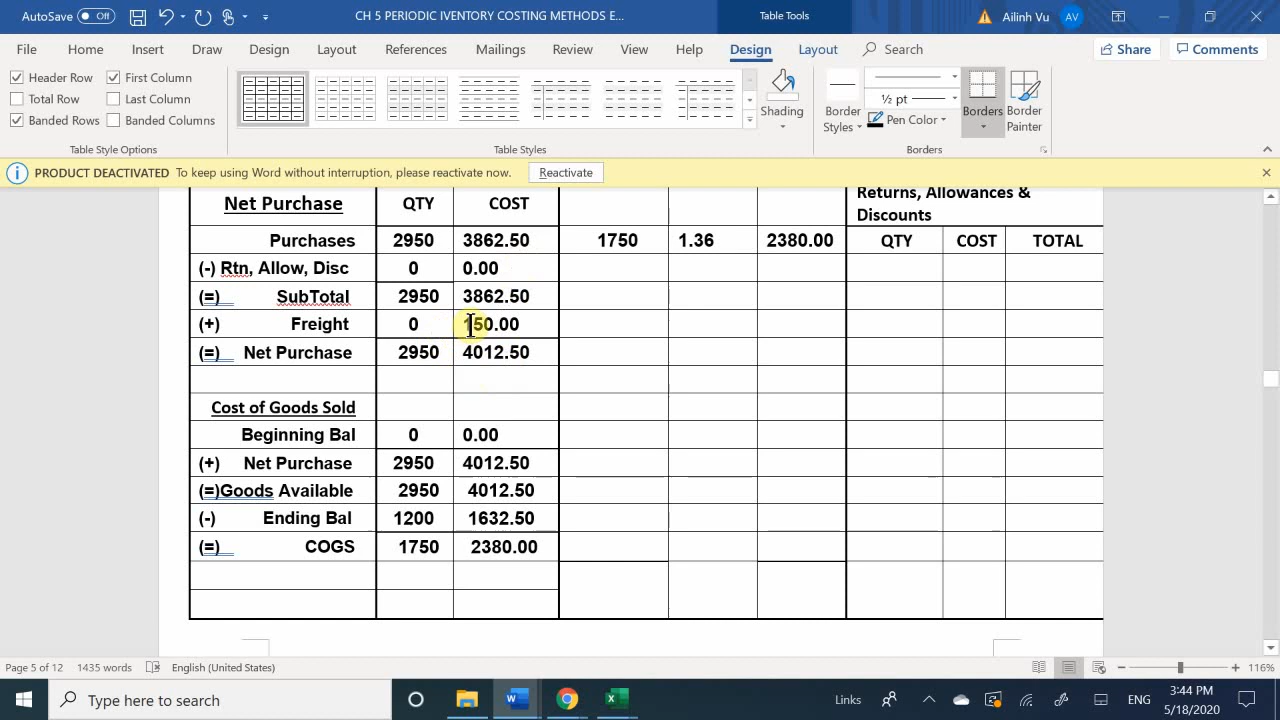 AutoSave Off CH 5 PERIODIC IVENTORY COSTING METHODS E... Table Tools Ailinh Vu AV
File Home Insert Draw Design Layout References Mailings Review View Help Design Layout Search Share Comments
Header Row First Column
Total Row Last Column
Banded Rows Banded Columns
Shading
Border Styles
½ pt
Pen Color
Borders
Border Painter
Table Style Options Table Styles Borders
PRODUCT DEACTIVATED To keep using Word without interruption, please reactivate now. Reactivate
Returns, Allowances &
Discounts
Net Purchase QTY COST
Purchases 2950 3862.50 1750 1.36 2380.00 QTY COST TOTAL
(-) Rtn, Allow, Disc 0 0.00
(=) SubTotal 2950 3862.50
(+) Freight 0 150.00
(=) Net Purchase 2950 4012.50
Cost of Goods Sold
Beginning Bal 0 0.00
(+) Net Purchase 2950 4012.50
(=)Goods Available 2950 4012.50
(-) Ending Bal 1200 1632.50
(=) COGS 1750 2380.00
Page 5 of 12 1435 words English (United States) 116%
Type here to search Links ENG 3:44 PM
5/18/2020